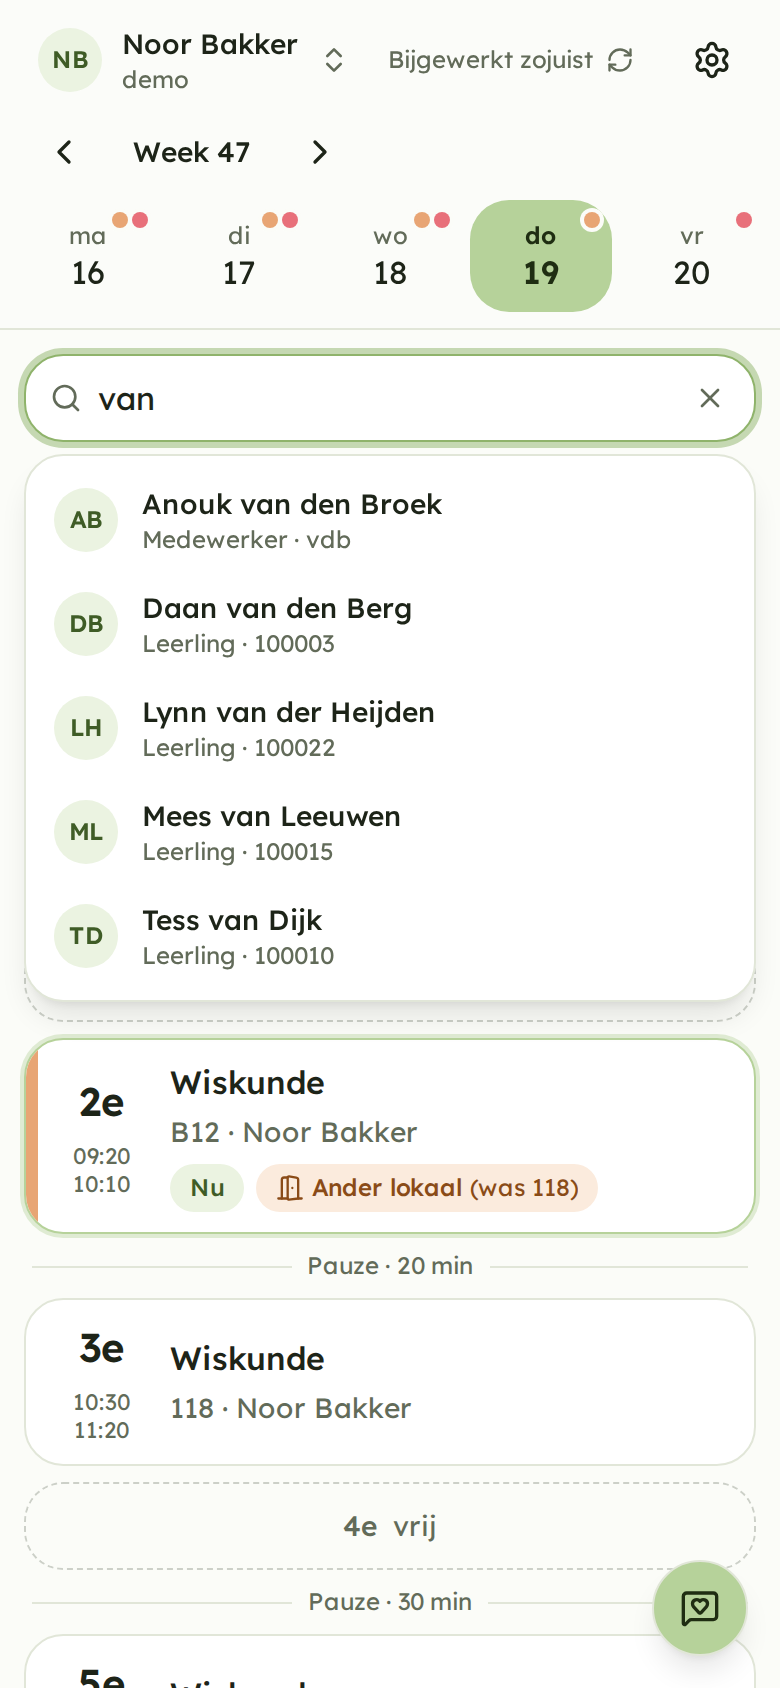 NB
Noor Bakker
demo
Bijgewerkt zojuist
Week 47
ma
16
di
17
wo
18
do
19
vr
20
van
AB
Anouk van den Broek
Medewerker · vdb
DB
Daan van den Berg
Leerling · 100003
LH
Lynn van der Heijden
Leerling · 100022
ML
Mees van Leeuwen
Leerling · 100015
TD
Tess van Dijk
Leerling · 100010
2e
09:20
10:10
Wiskunde
B12 · Noor Bakker
Nu
Ander lokaal (was 118)
Pauze · 20 min
3e
10:30
11:20
Wiskunde
118 · Noor Bakker
4e vrij
Pauze · 30 min
5e